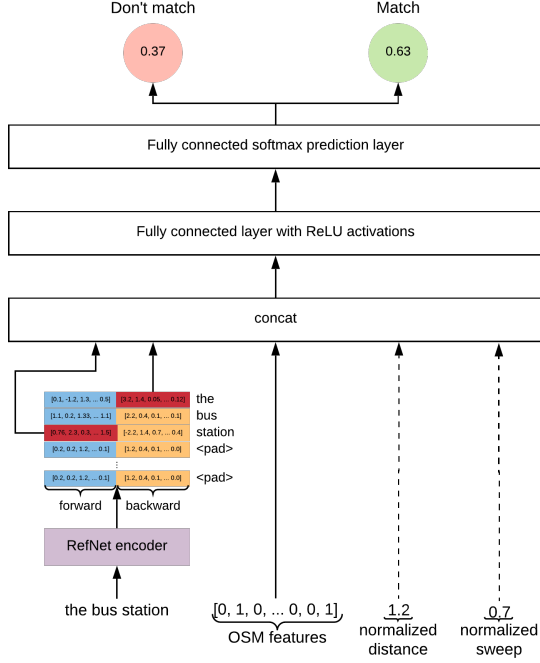 Don't match
Match
0.37
0.63
Fully connected softmax prediction layer
Fully connected layer with ReLU activations
concat
[0.1, -1.2, 1.3, ... 0.5] [3.2, 1.4, 0.05, ... 0.12] the
[1.1, 0.2, 1.33, ... 1.1] [2.2, 0.4, 0.1, ... 0.1] bus
[0.76, 2.3, 0.3, ... 1.5] [-2.2, 1.4, 0.7, ... 0.4] station
[0.2, 0.2, 1.2, ... 0.1] [1.2, 0.4, 0.1, ... 0.0] <pad>
[0.2, 0.2, 1.2, ... 0.1] [1.2, 0.4, 0.1, ... 0.0] <pad>
forward backward
RefNet encoder
the bus station
[0, 1, 0, ... 0, 0, 1]
OSM features
1.2
normalized
distance
0.7
normalized
sweep